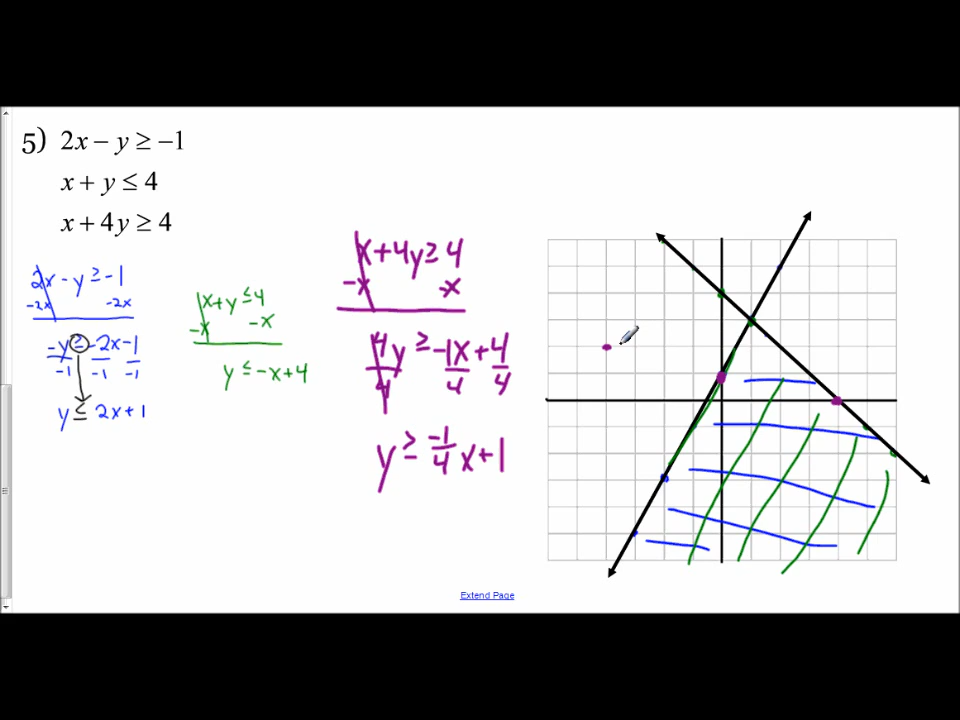 5) 2x − y ≥ −1
x + y ≤ 4
x + 4y ≥ 4
2x - y ≥ -1
-2x -2x
-y ≥ -2x -1
-1 -1 -1
y ≤ 2x + 1
x + y ≤ 4
-x -x
y ≤ -x + 4
x + 4y ≥ 4
-x -x
4y ≥ -1x + 4
4 4 4
y ≥ -1/4 x + 1
Extend Page